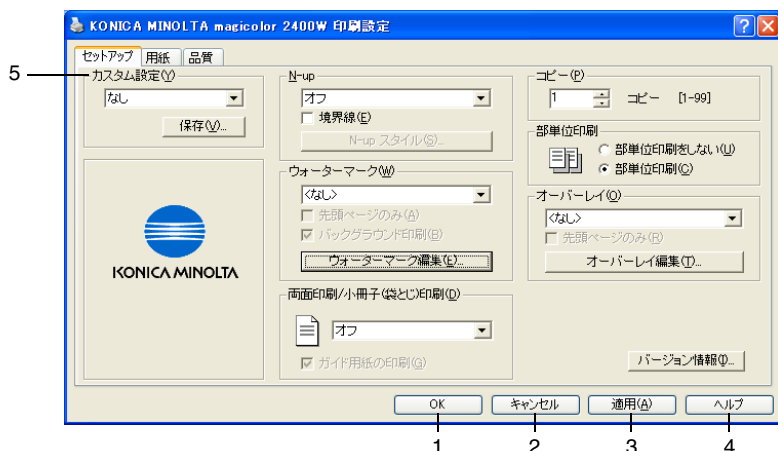 KONICA MINOLTA magicolor 2400W 印刷設定
セットアップ 用紙 品質
5
カスタム設定(Y)
なし
保存(V)...
KONICA MINOLTA
N-up
オフ
境界線(E)
N-up スタイル(S)...
ウォーターマーク(W)
<なし>
先頭ページのみ(A)
バックグラウンド印刷(B)
ウォーターマーク編集(E)...
両面印刷/小冊子(袋とじ)印刷(D)
オフ
ガイド用紙の印刷(G)
コピー(P)
1 コピー [1-99]
部単位印刷
部単位印刷をしない(U)
部単位印刷(C)
オーバーレイ(O)
<なし>
先頭ページのみ(R)
オーバーレイ編集(T)...
バージョン情報(I)...
OK キャンセル 適用(A) ヘルプ
1 2 3 4